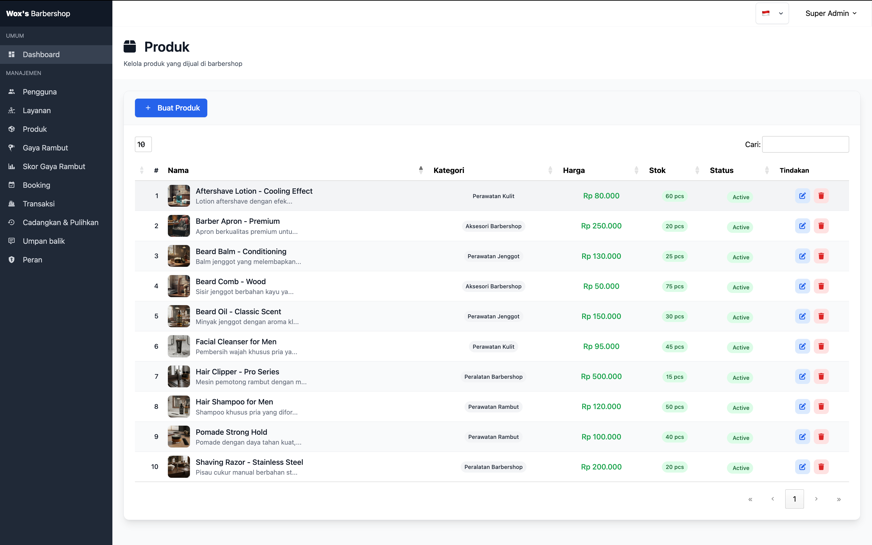 Wox's Barbershop
Super Admin
UMUM
Dashboard
MANAJEMEN
Pengguna
Layanan
Produk
Gaya Rambut
Skor Gaya Rambut
Booking
Transaksi
Cadangkan & Pulihkan
Umpan balik
Peran
Produk
Kelola produk yang dijual di barbershop
+ Buat Produk
10
Cari:
# Nama Kategori Harga Stok Status Tindakan
1 Aftershave Lotion - Cooling Effect Perawatan Kulit Rp 80.000 60 pcs Active
Lotion aftershave dengan efek...
2 Barber Apron - Premium Aksesori Barbershop Rp 250.000 20 pcs Active
Apron berkualitas premium untu...
3 Beard Balm - Conditioning Perawatan Jenggot Rp 130.000 25 pcs Active
Balm jenggot yang melembapkan...
4 Beard Comb - Wood Aksesori Barbershop Rp 50.000 75 pcs Active
Sisir jenggot berbahan kayu ya...
5 Beard Oil - Classic Scent Perawatan Jenggot Rp 150.000 30 pcs Active
Minyak jenggot dengan aroma kl...
6 Facial Cleanser for Men Perawatan Kulit Rp 95.000 45 pcs Active
Pembersih wajah khusus pria ya...
7 Hair Clipper - Pro Series Peralatan Barbershop Rp 500.000 15 pcs Active
Mesin pemotong rambut dengan m...
8 Hair Shampoo for Men Perawatan Rambut Rp 120.000 50 pcs Active
Shampoo khusus pria yang difor...
9 Pomade Strong Hold Perawatan Rambut Rp 100.000 40 pcs Active
Pomade dengan daya tahan kuat,...
10 Shaving Razor - Stainless Steel Peralatan Barbershop Rp 200.000 20 pcs Active
Pisau cukur manual berbahan st...
« ‹ 1 › »